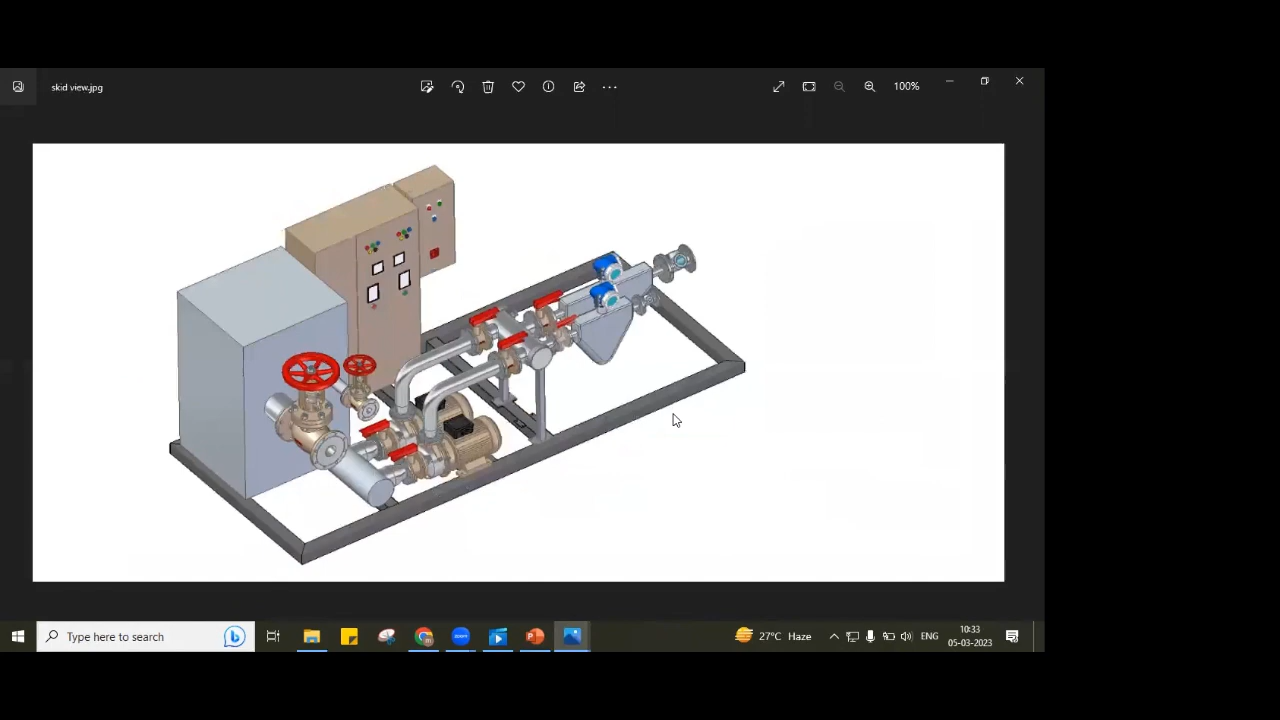 skid view.jpg
100%
Type here to search
27°C Haze
ENG
10:33
05-03-2023